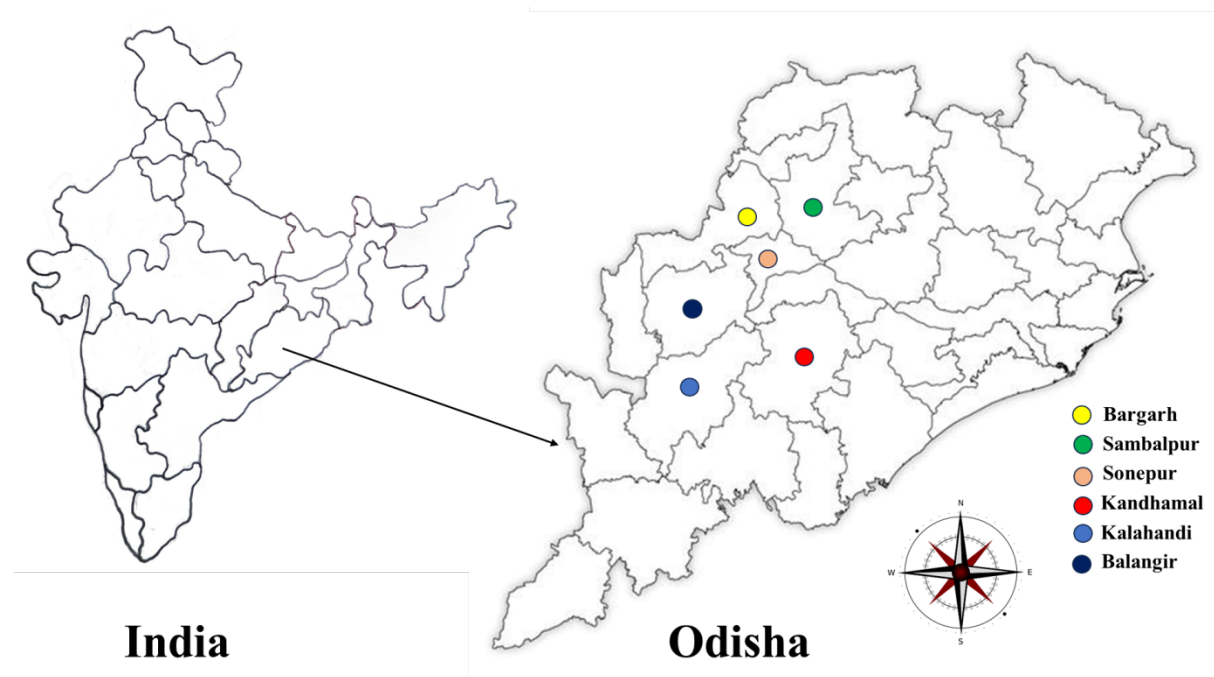 Bargarh
Sambalpur
Sonepur
Kandhamal
Kalahandi
Balangir
N
W
E
S
India
Odisha